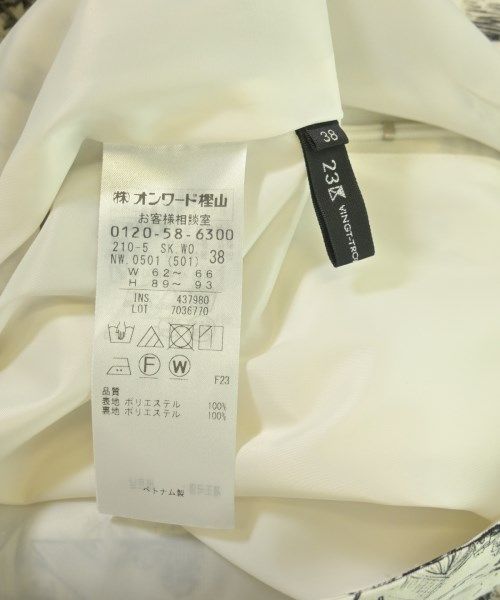 (株) オンワード樫山
お客様相談室
0120-58-6300
210-5 SK.WO
NW.0501 (501) 38
W 62～ 66
H 89～ 93
INS. 437980
LOT 7036770
F W
F23
品質
表地 ポリエステル 100%
裏地 ポリエステル 100%
ベトナム製
38
23区
VINGT-TRO